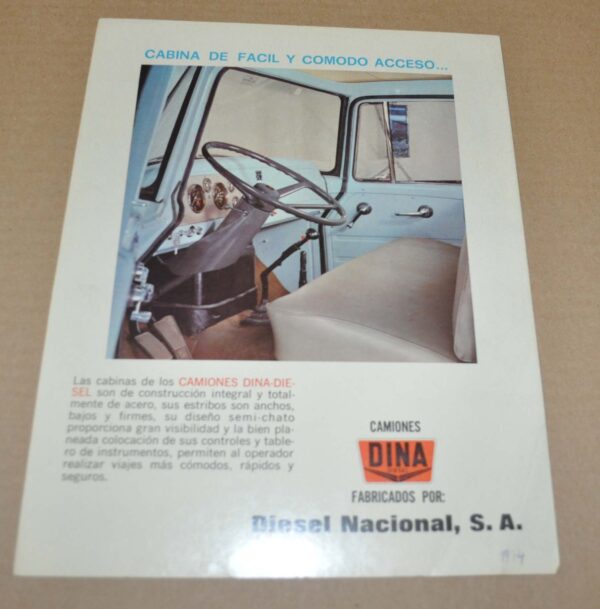 CABINA DE FACIL Y COMODO ACCESO...
Las cabinas de los CAMIONES DINA-DIE-
SEL son de construcción integral y total-
mente de acero, sus estribos son anchos,
bajos y firmes, su diseño semi-chato
proporciona gran visibilidad y la bien pla-
neada colocación de sus controles y table-
ro de instrumentos, permiten al operador
realizar viajes más cómodos, rápidos y
seguros.
CAMIONES
DINA
FABRICADOS POR:
Diesel Nacional, S. A.